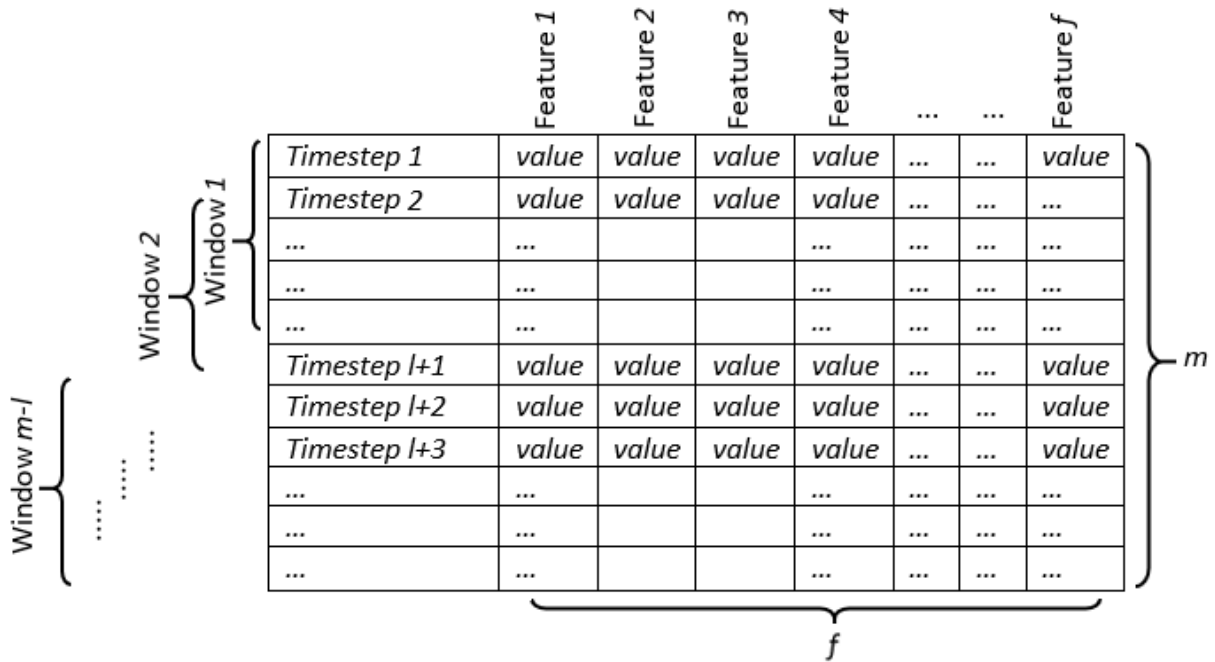 Feature 1 Feature 2 Feature 3 Feature 4 ... ... Feature f
Timestep 1 value value value value ... ... value
Timestep 2 value value value value ... ... ...
... ... ... ... ... ...
... ... ... ... ... ...
... ... ... ... ... ...
Timestep l+1 value value value value ... ... value
Timestep l+2 value value value value ... ... value
Timestep l+3 value value value value ... ... value
... ... ... ... ... ...
... ... ... ... ... ...
... ... ... ... ... ...
Window 1
Window 2
Window m-l
.....
.....
.....
m
f